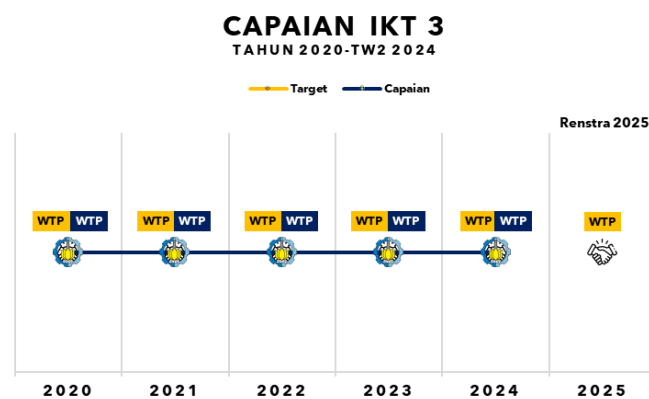 CAPAIAN IKT 3
TAHUN 2020-TW2 2024
Target Capaian
Renstra 2025
WTP WTP WTP WTP WTP WTP WTP WTP WTP WTP WTP
2020 2021 2022 2023 2024 2025